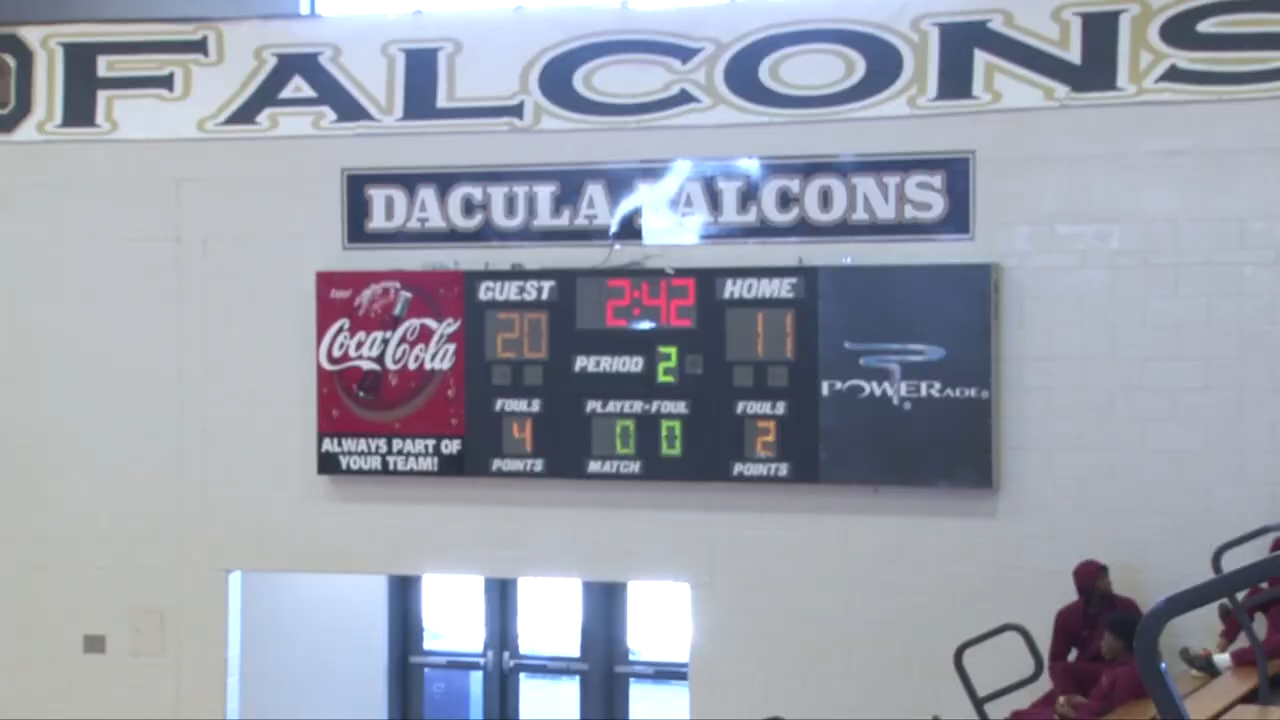 FALCONS
DACULA FALCONS
GUEST 2:42 HOME
20 11
PERIOD 2
Enjoy
Coca-Cola
ALWAYS PART OF
YOUR TEAM!
FOULS PLAYER-FOUL FOULS
4 0 0 2
POINTS MATCH POINTS
POWERADE